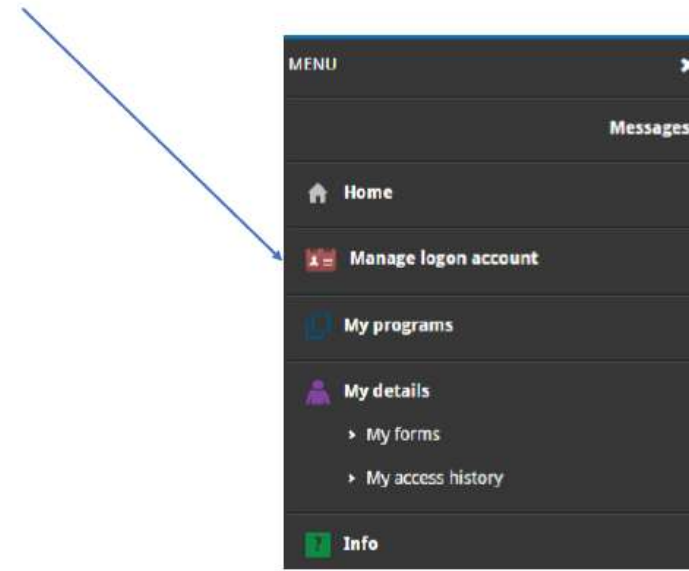 MENU
Messages
Home
Manage logon account
My programs
My details
My forms
My access history
Info